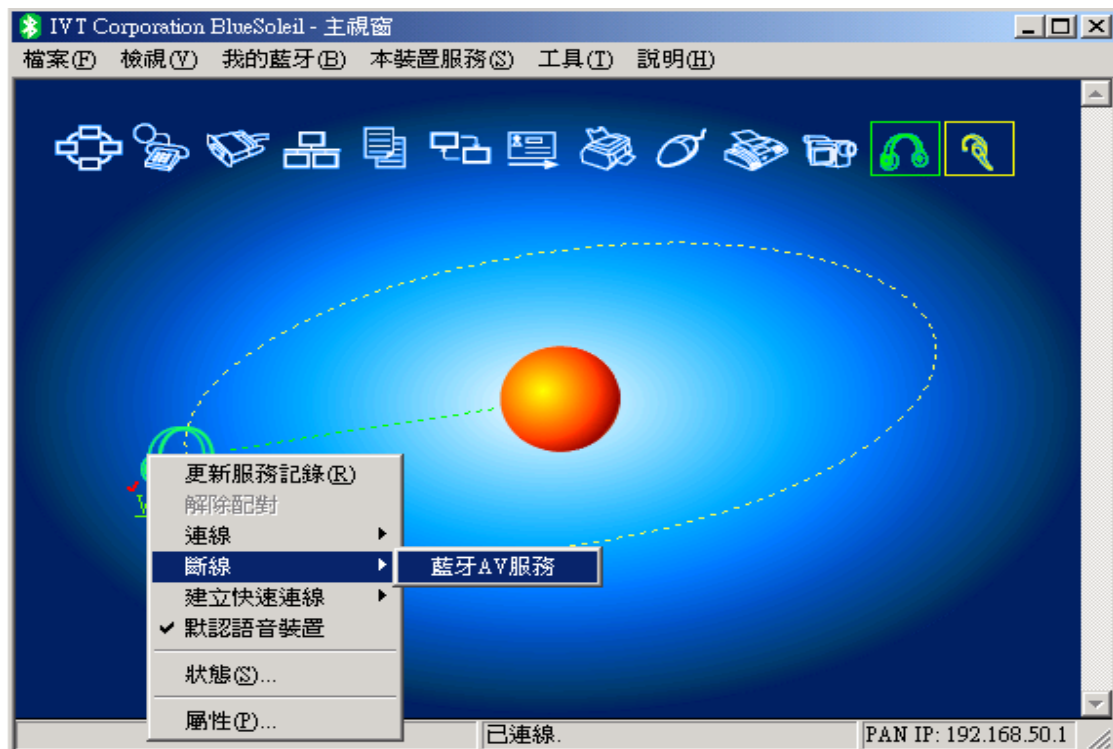 IVT Corporation BlueSoleil - 主視窗
檔案(F) 檢視(V) 我的藍牙(B) 本裝置服務(S) 工具(T) 說明(H)
更新服務記錄(R)
解除配對
連線
斷線 藍牙AV服務
建立快速連線
默認語音裝置
狀態(S)...
屬性(P)...
已連線. PAN IP: 192.168.50.1